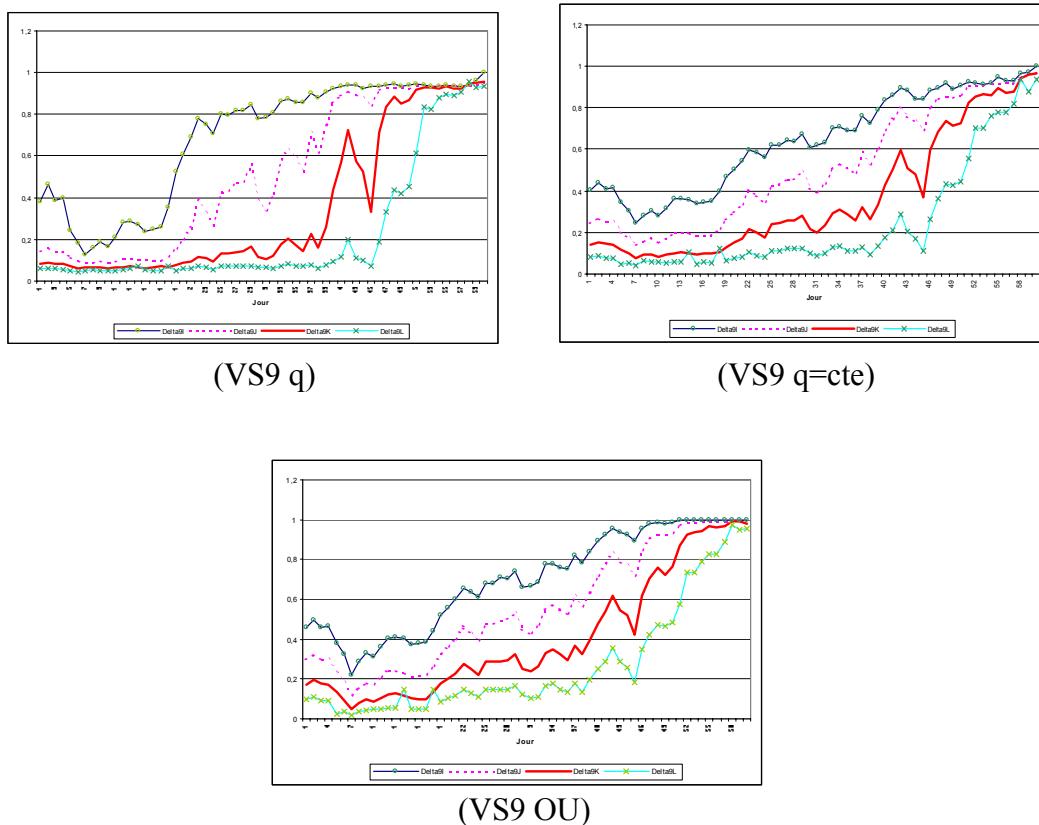 1,2
1
0,8
0,6
0,4
0,2
0
Jour
Delta9I Delta9J Delta9K Delta9L
(VS9 q)
1,2
1
0,8
0,6
0,4
0,2
0
1 4 7 10 13 16 19 22 25 28 31 34 37 40 43 46 49 52 55 58
Jour
Delta9I Delta9J Delta9K Delta9L
(VS9 q=cte)
1,2
1
0,8
0,6
0,4
0,2
0
Jour
Delta9I Delta9J Delta9K Delta9L
(VS9 OU)